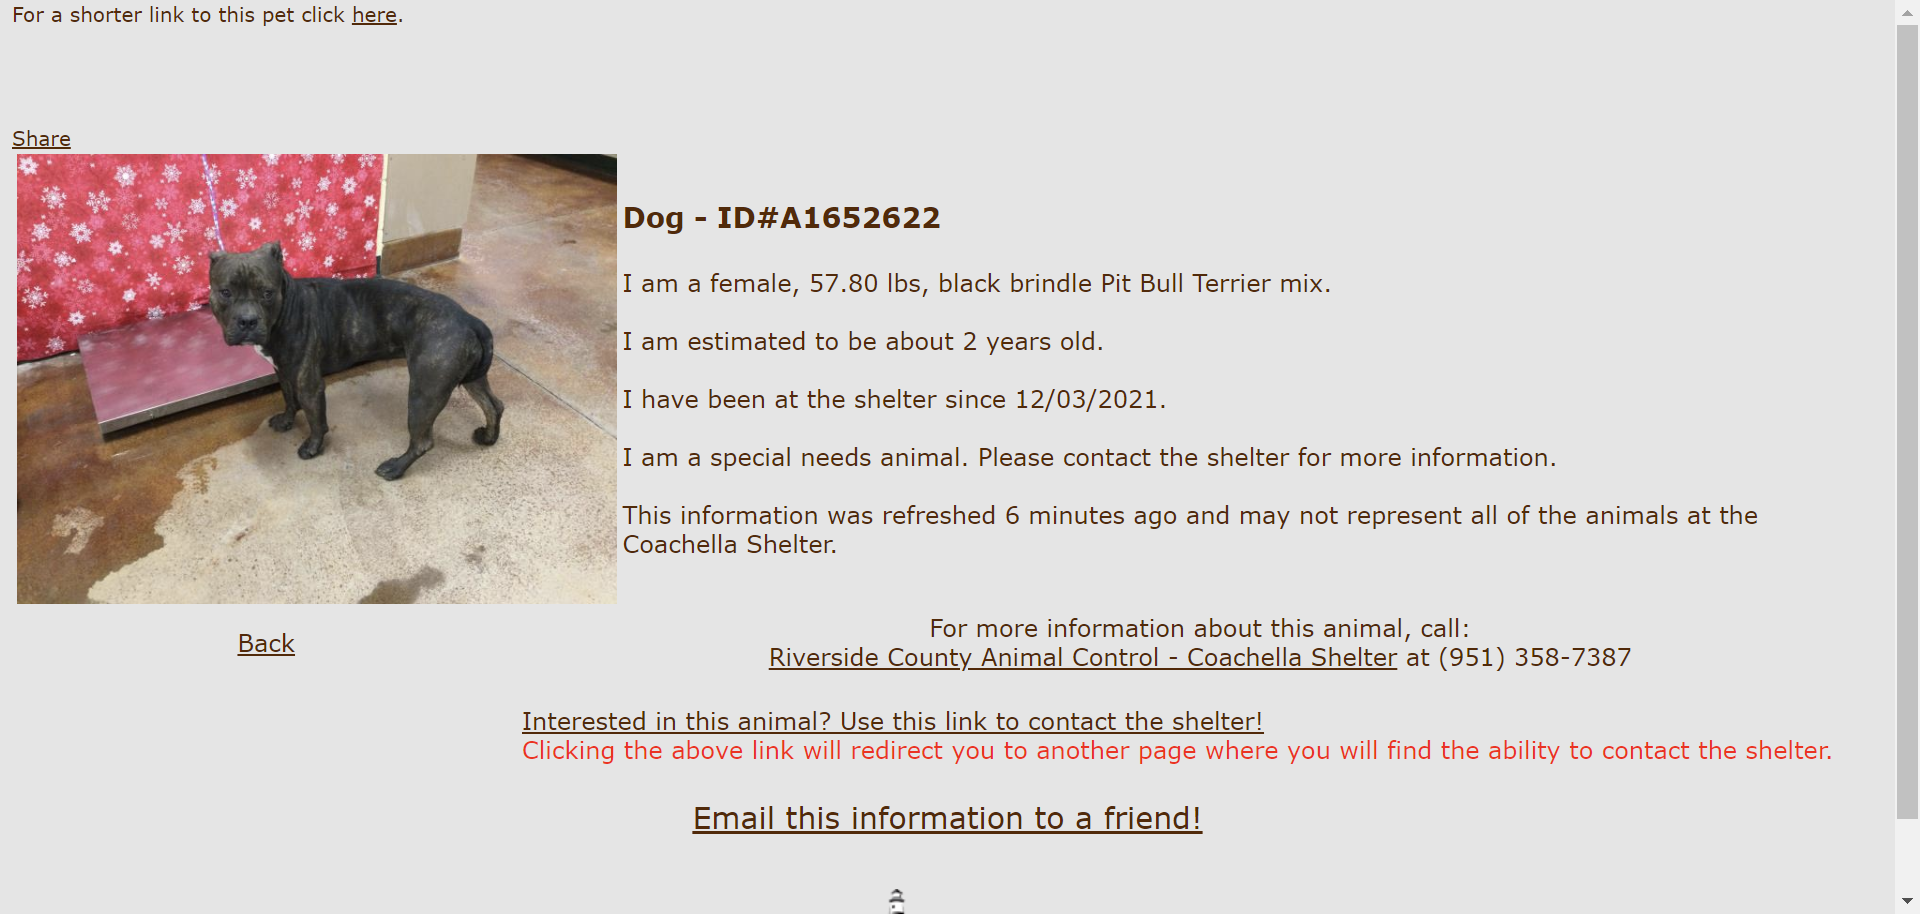 For a shorter link to this pet click here.
Share
Dog - ID#A1652622
I am a female, 57.80 lbs, black brindle Pit Bull Terrier mix.
I am estimated to be about 2 years old.
I have been at the shelter since 12/03/2021.
I am a special needs animal. Please contact the shelter for more information.
This information was refreshed 6 minutes ago and may not represent all of the animals at the
Coachella Shelter.
Back
For more information about this animal, call:
Riverside County Animal Control - Coachella Shelter at (951) 358-7387
Interested in this animal? Use this link to contact the shelter!
Clicking the above link will redirect you to another page where you will find the ability to contact the shelter.
Email this information to a friend!